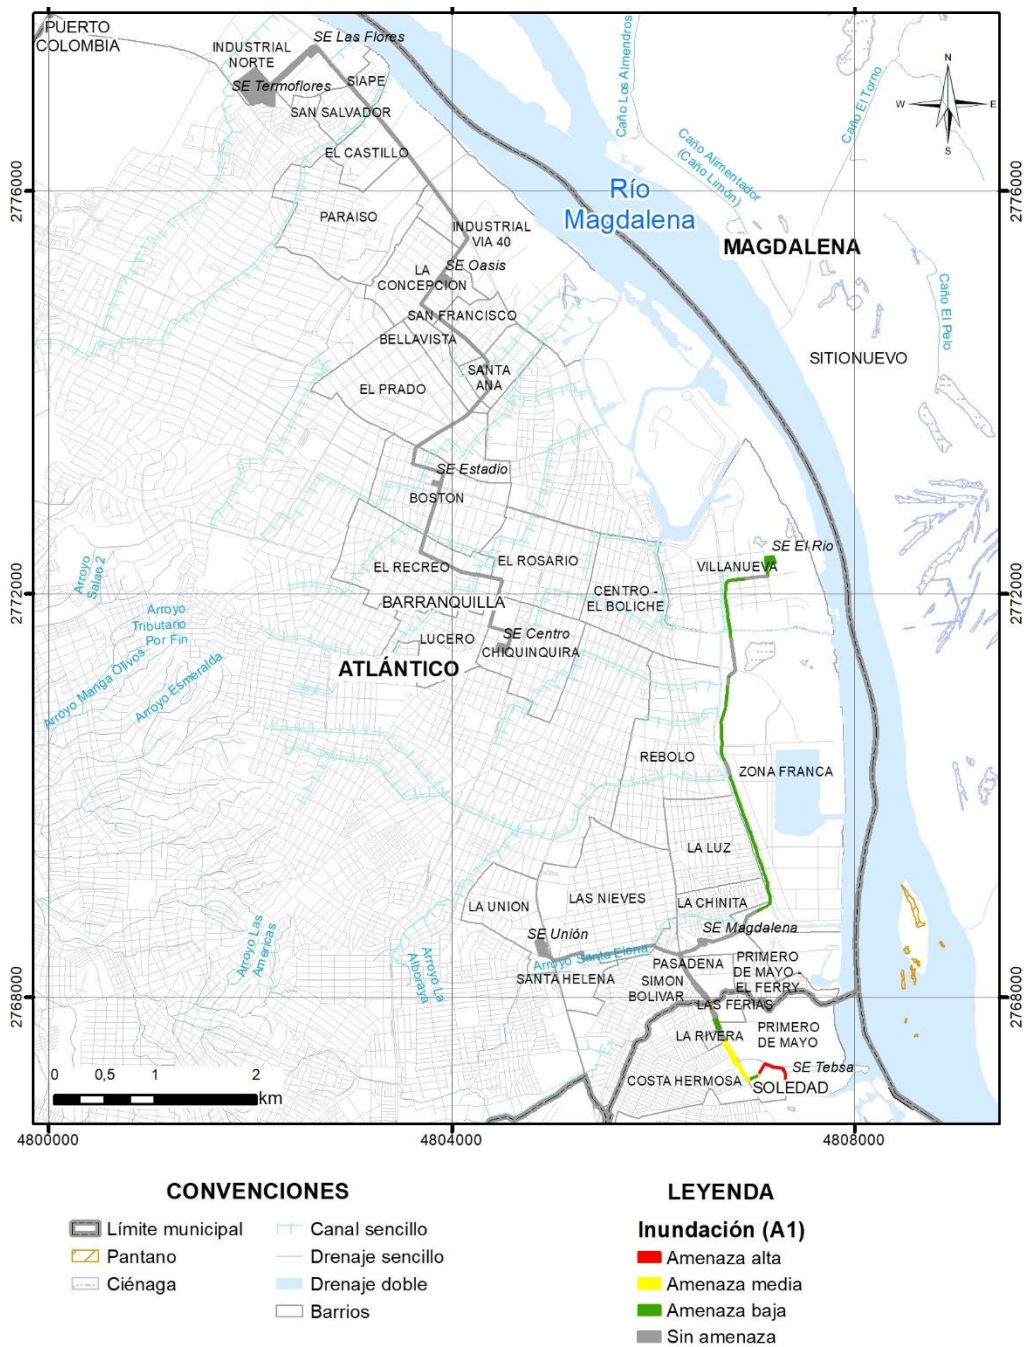 PUERTO
COLOMBIA
INDUSTRIAL
NORTE
SE Las Flores
SE Termoflores
SIAPE
SAN SALVADOR
EL CASTILLO
PARAISO
INDUSTRIAL
VIA 40
LA
CONCEPCION
SE Oasis
SAN FRANCISCO
BELLAVISTA
SANTA
ANA
EL PRADO
SE Estadio
BOSTON
EL RECREO
EL ROSARIO
BARRANQUILLA
LUCERO
SE Centro
CHIQUINQUIRA
ATLÁNTICO
CENTRO -
EL BOLICHE
VILLANUEVA
SE El Rio
REBOLO
ZONA FRANCA
LA LUZ
LAS NIEVES
LA UNION
LA CHINITA
SE Unión
SE Magdalena
Arroyo Santa Elena
SANTA HELENA
PASADENA
SIMON
BOLIVAR
PRIMERO
DE MAYO -
EL FERRY
LAS FERIAS
LA RIVERA
PRIMERO
DE MAYO
COSTA HERMOSA
SE Tebsa
SOLEDAD
Río
Magdalena
MAGDALENA
SITIONUEVO
Caño Los Almendros
Caño Alimentador
(Caño Limón)
Caño El Torno
Caño El Pelo
Arroyo
Salao 2
Arroyo
Tributario
Por Fin
Arroyo Manga Olivos
Arroyo Esmeralda
Arroyo Las
Americas
Arroyo La
Alboraya
N
W
E
S
2776000
2776000
2772000
2772000
2768000
2768000
0
0,5
1
2
km
4800000
4804000
4808000
CONVENCIONES
Límite municipal
Pantano
Ciénaga
Canal sencillo
Drenaje sencillo
Drenaje doble
Barrios
LEYENDA
Inundación (A1)
Amenaza alta
Amenaza media
Amenaza baja
Sin amenaza